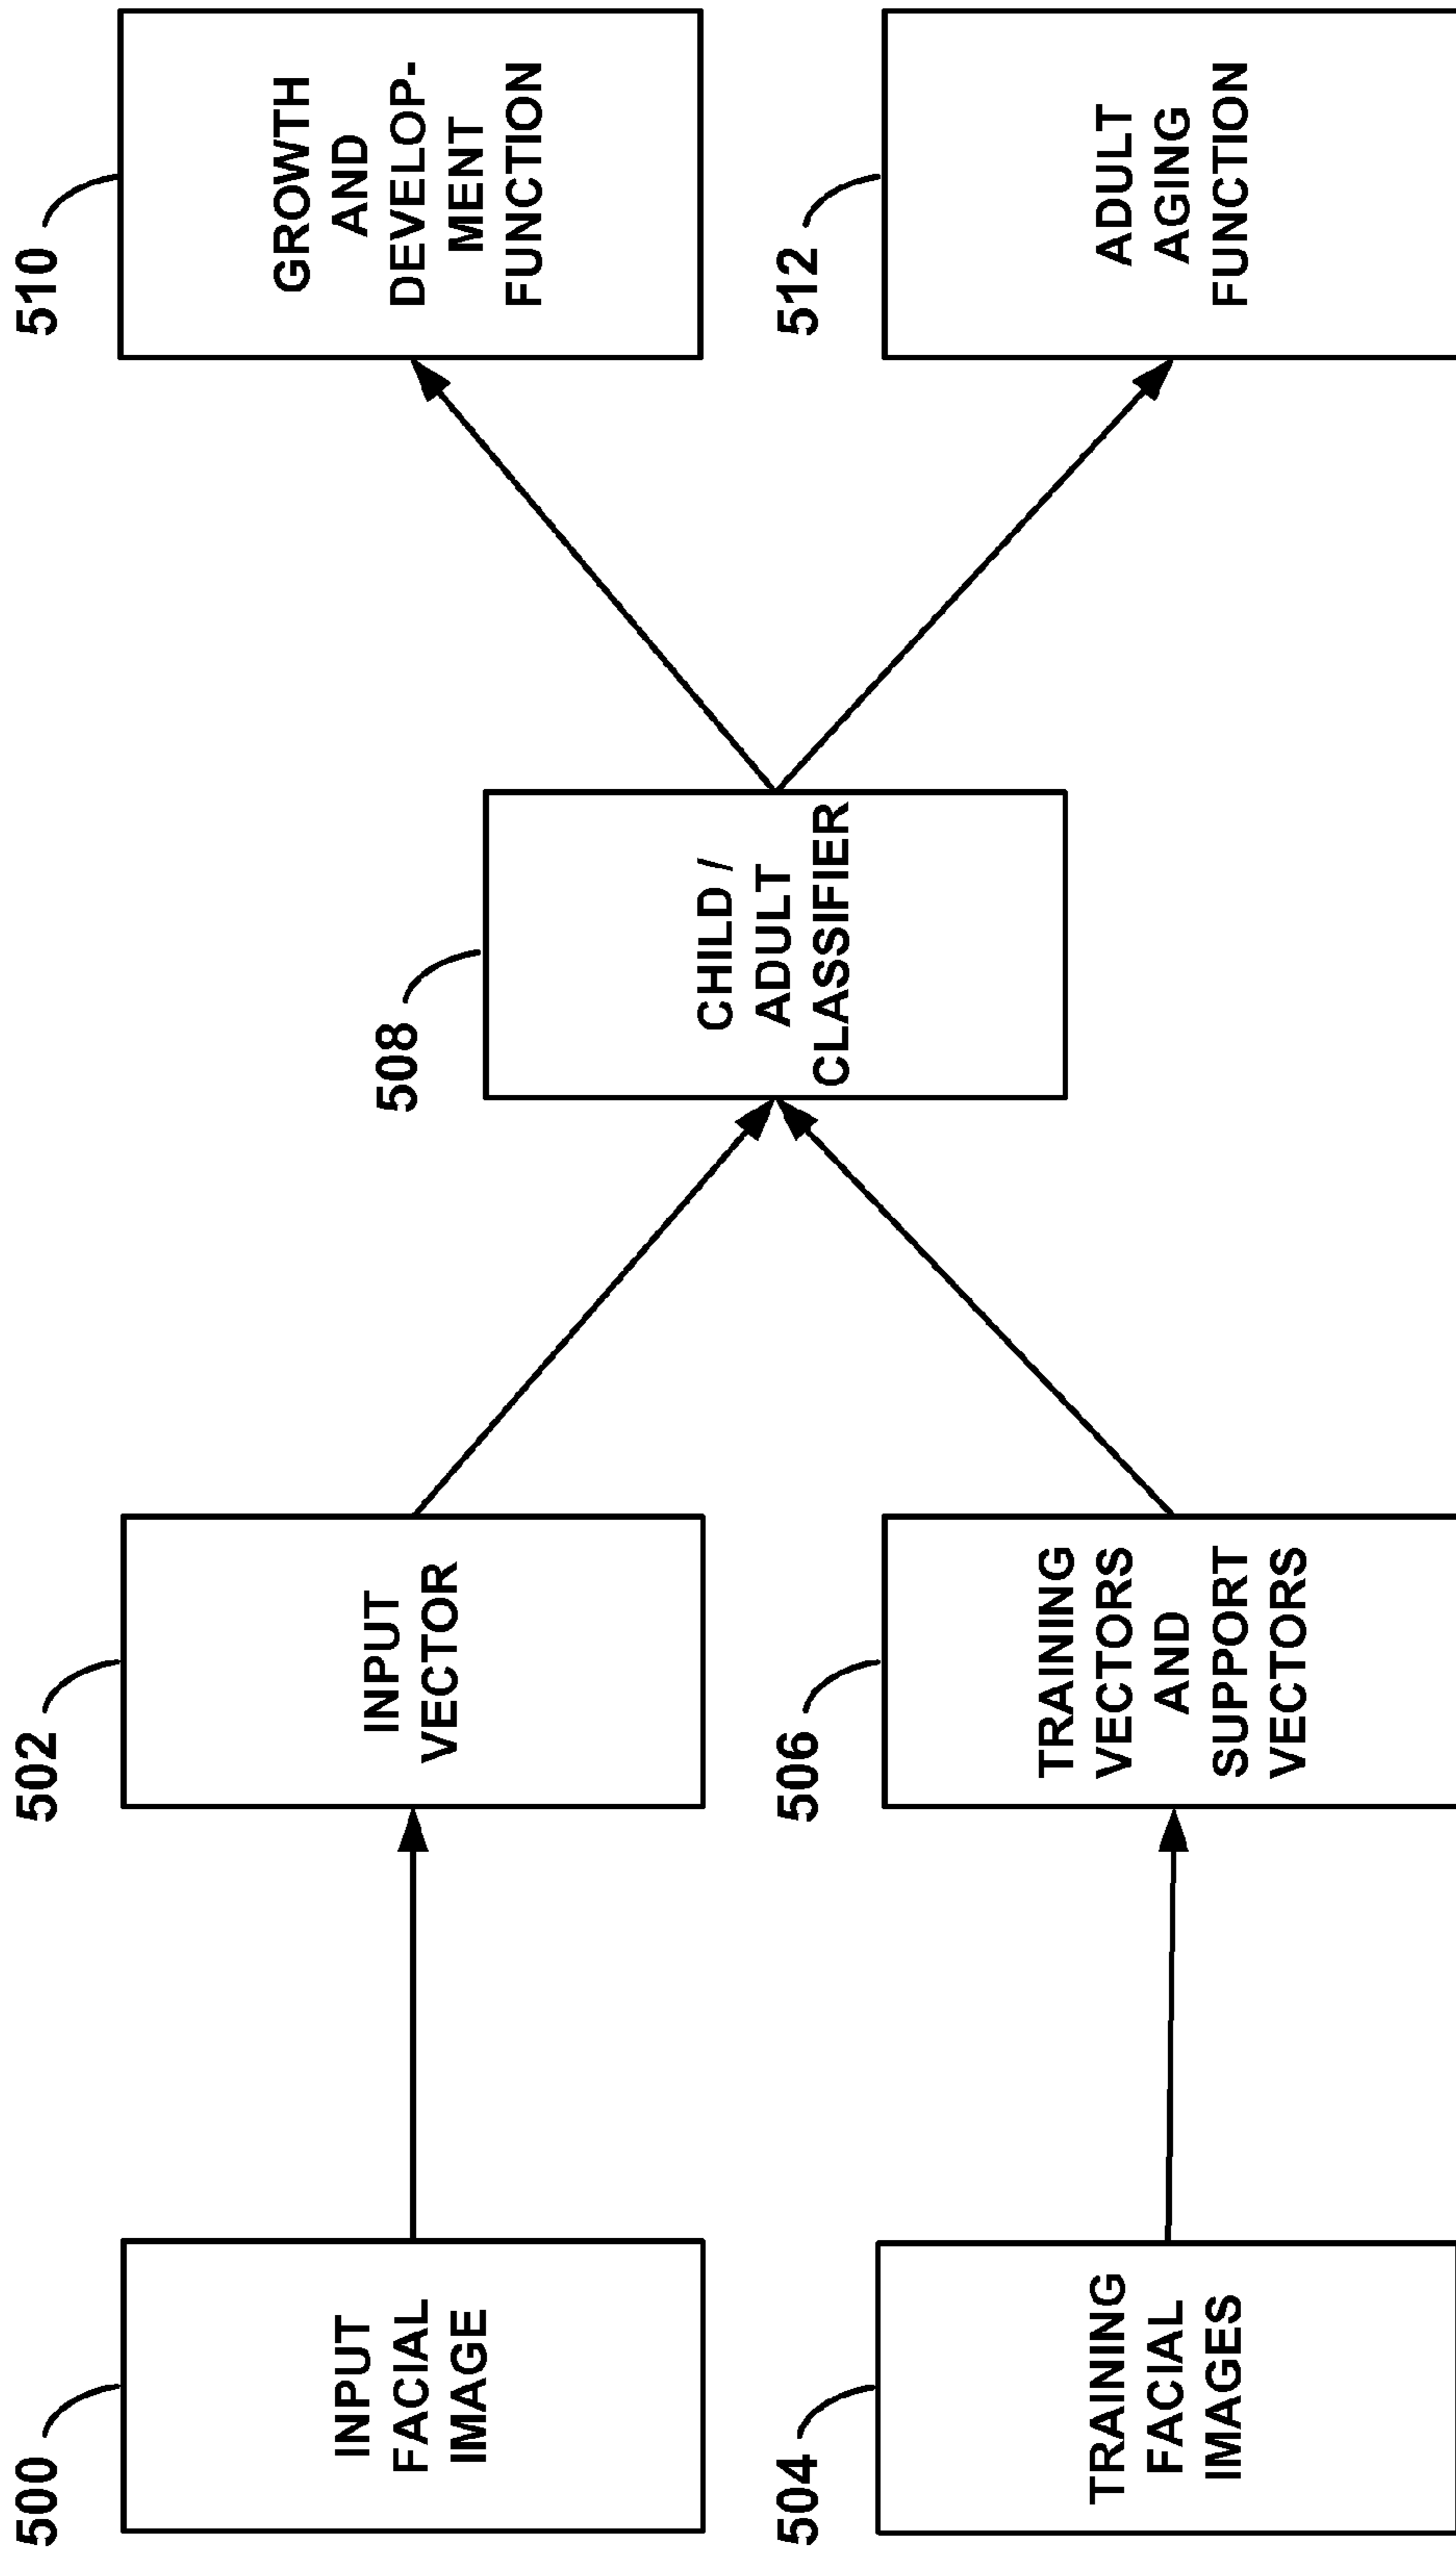 500
INPUT
FACIAL
IMAGE
502
INPUT
VECTOR
504
TRAINING
FACIAL
IMAGES
506
TRAINING
VECTORS
AND
SUPPORT
VECTORS
508
CHILD /
ADULT
CLASSIFIER
510
GROWTH
AND
DEVELOP-
MENT
FUNCTION
512
ADULT
AGING
FUNCTION